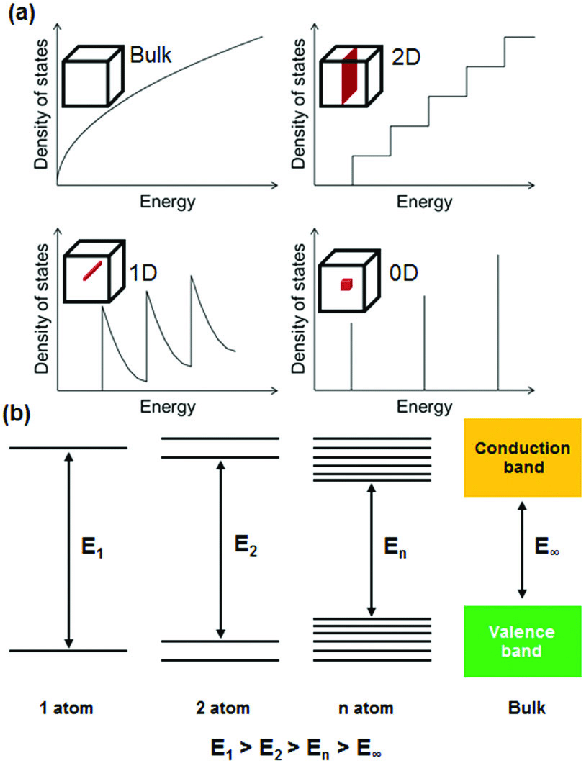 (a)
Density of states
Bulk
Energy
Density of states
2D
Energy
Density of states
1D
Energy
Density of states
0D
Energy
(b)
E₁
E₂
Eₙ
Conduction
band
E∞
Valence
band
1 atom
2 atom
n atom
Bulk
E₁ > E₂ > Eₙ > E∞